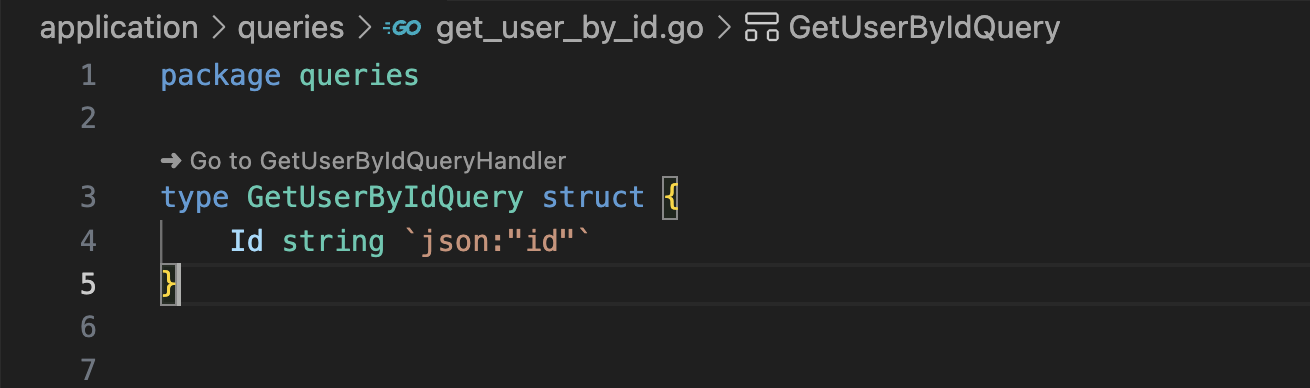 application > queries > GO get_user_by_id.go > GetUserByIdQuery
1 package queries
2
➜ Go to GetUserByIdQueryHandler
3 type GetUserByIdQuery struct {
4     Id string `json:"id"`
5 }
6
7